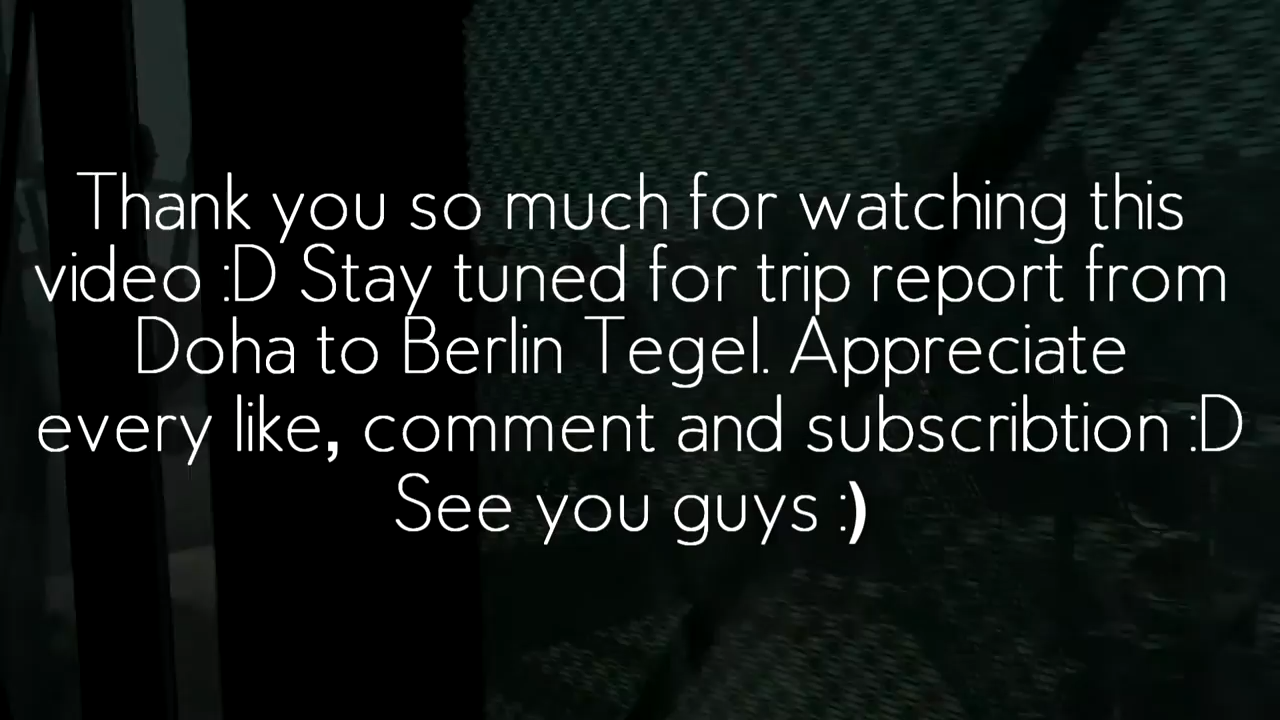 Thank you so much for watching this
video :D Stay tuned for trip report from
Doha to Berlin Tegel. Appreciate
every like, comment and subscribtion :D
See you guys :)